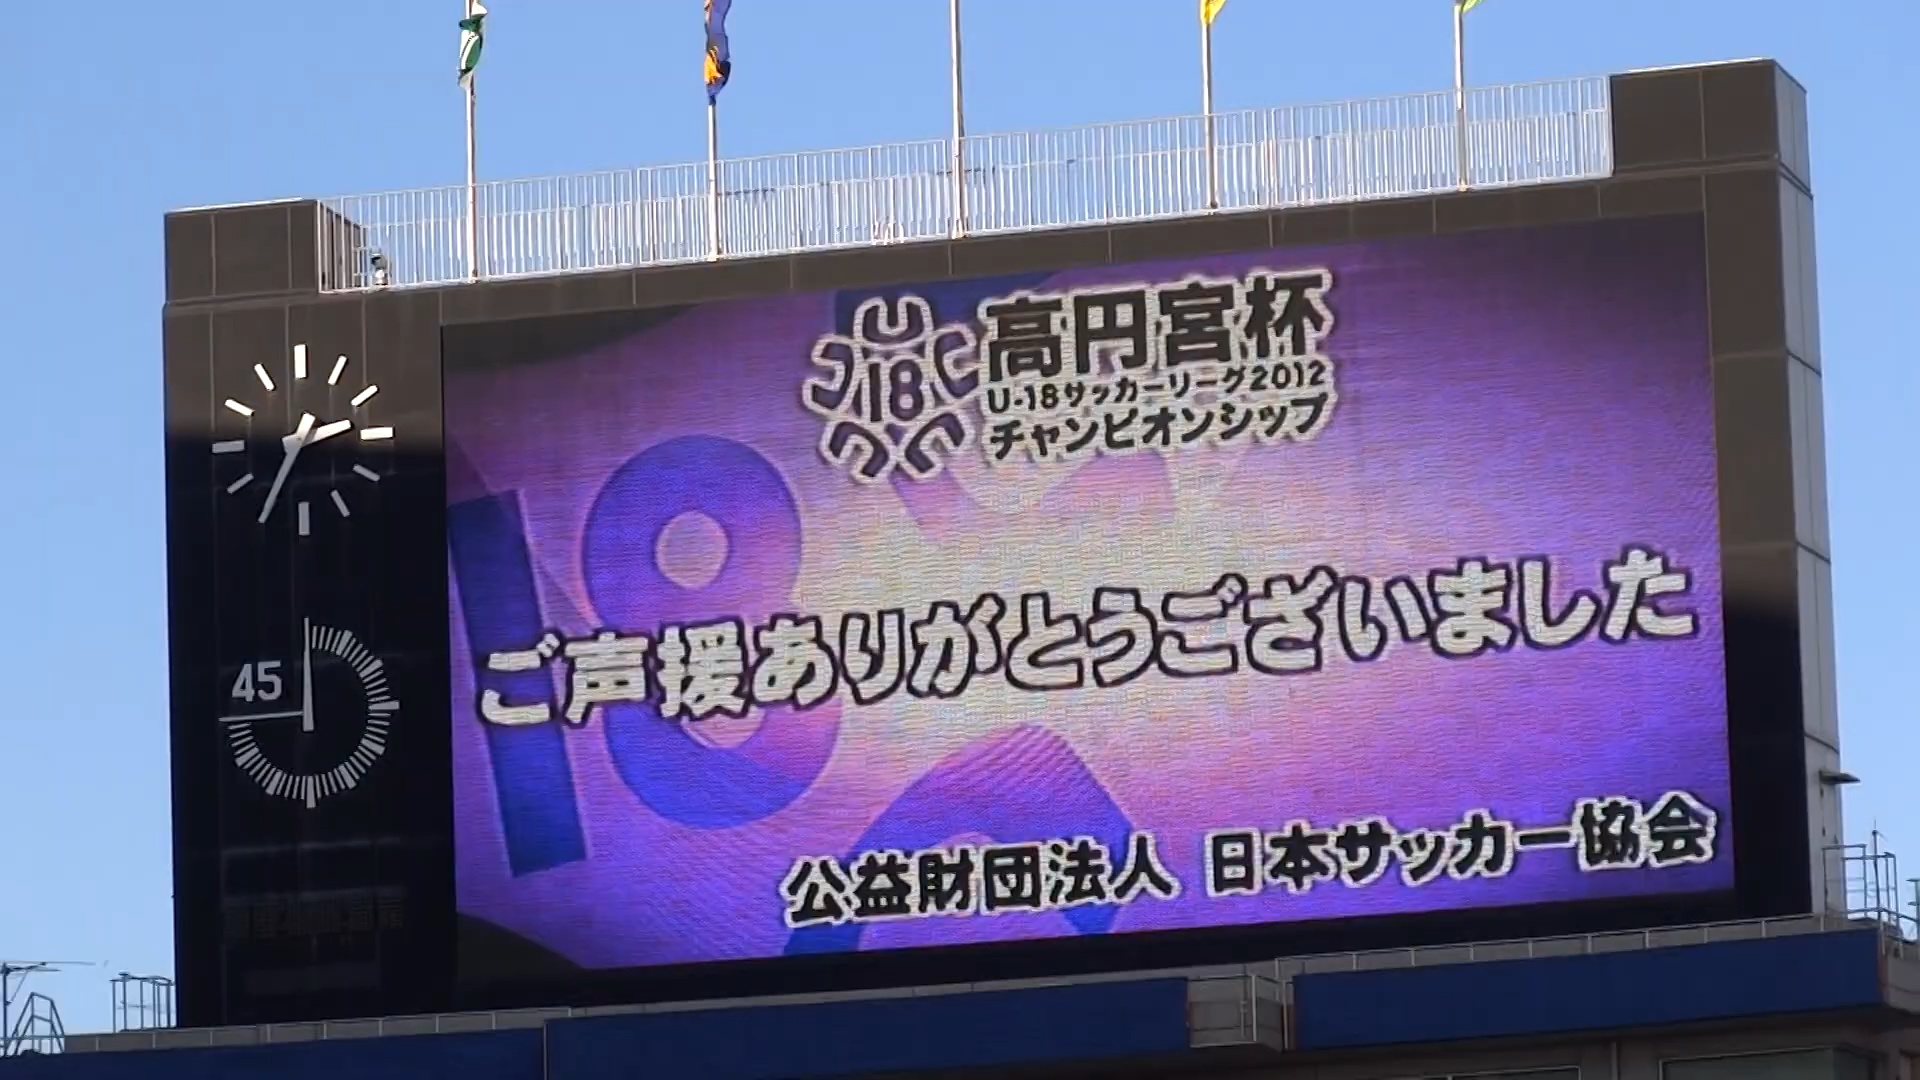 U
18
高円宮杯
U-18サッカーリーグ2012
チャンピオンシップ
18
45
ご声援ありがとうございました
公益財団法人 日本サッカー協会